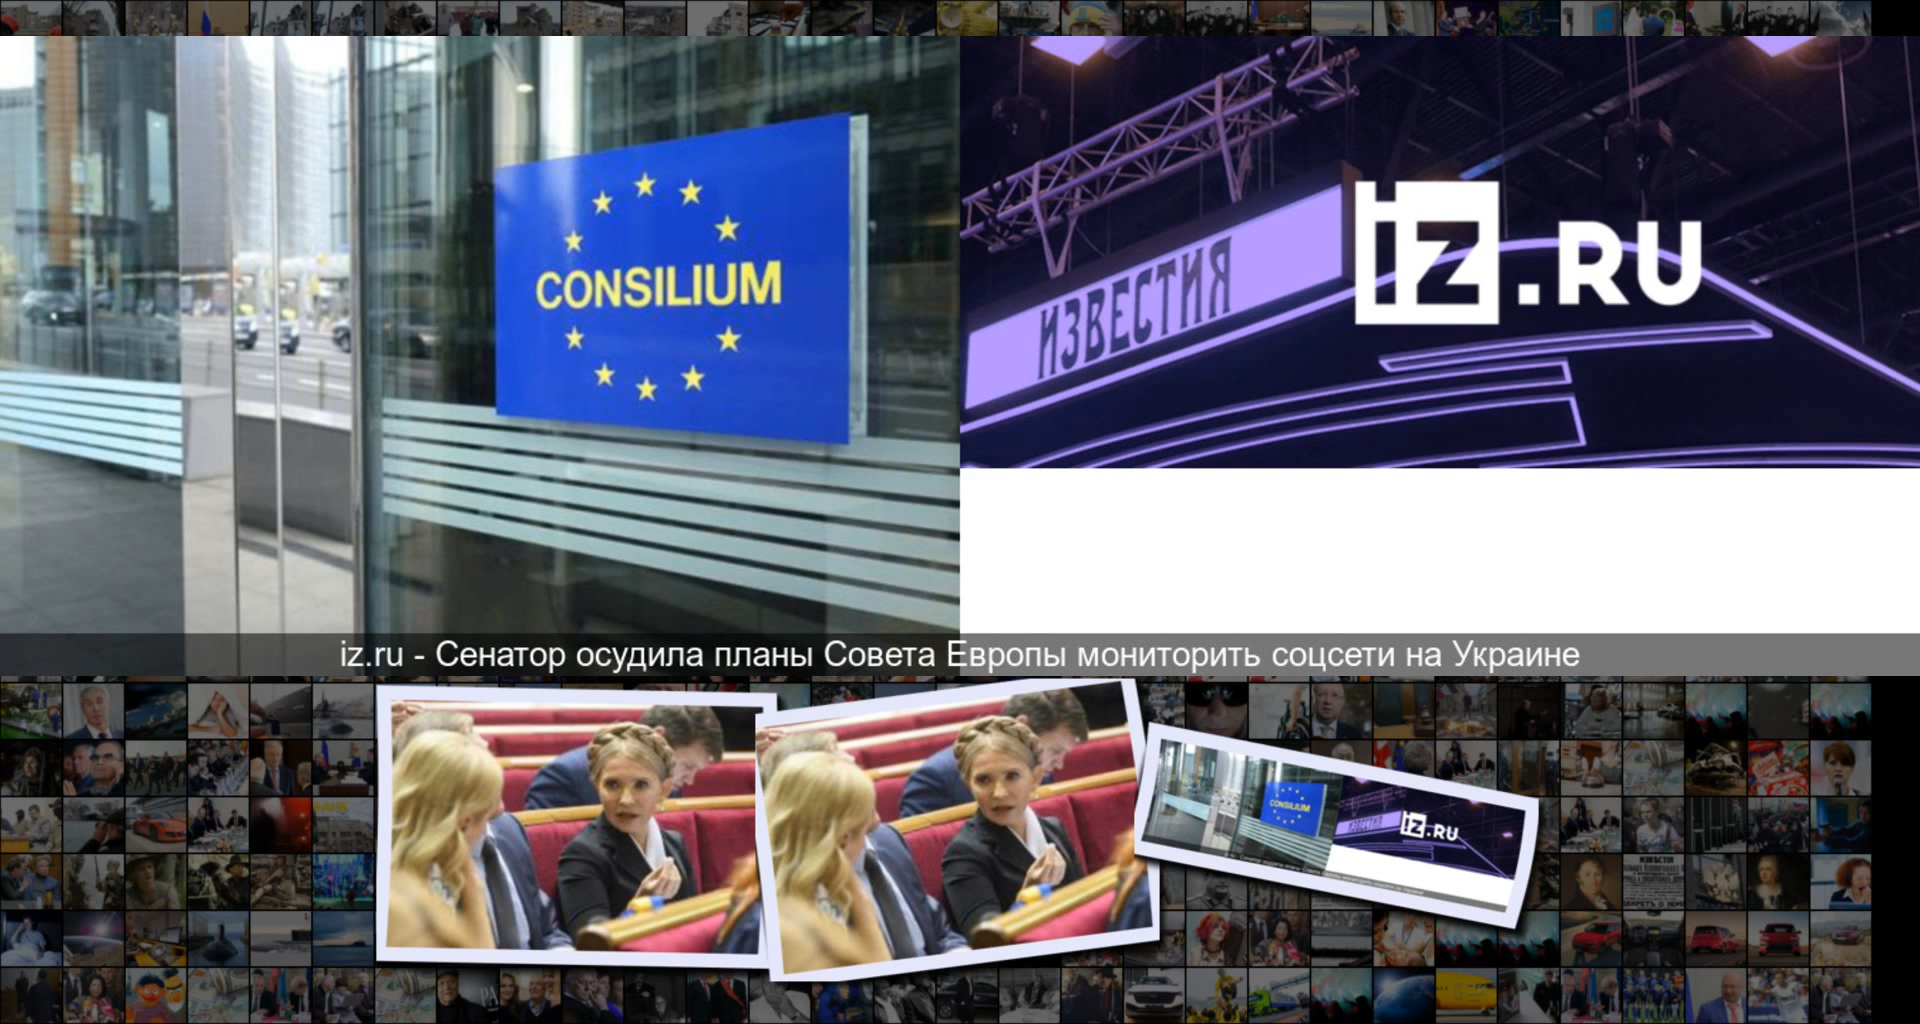 CONSILIUM
ИЗВЕСТИЯ
iz.RU
iz.ru - Сенатор осудила планы Совета Европы мониторить соцсети на Украине
CONSILIUM
ИЗВЕСТИЯ
iz.RU